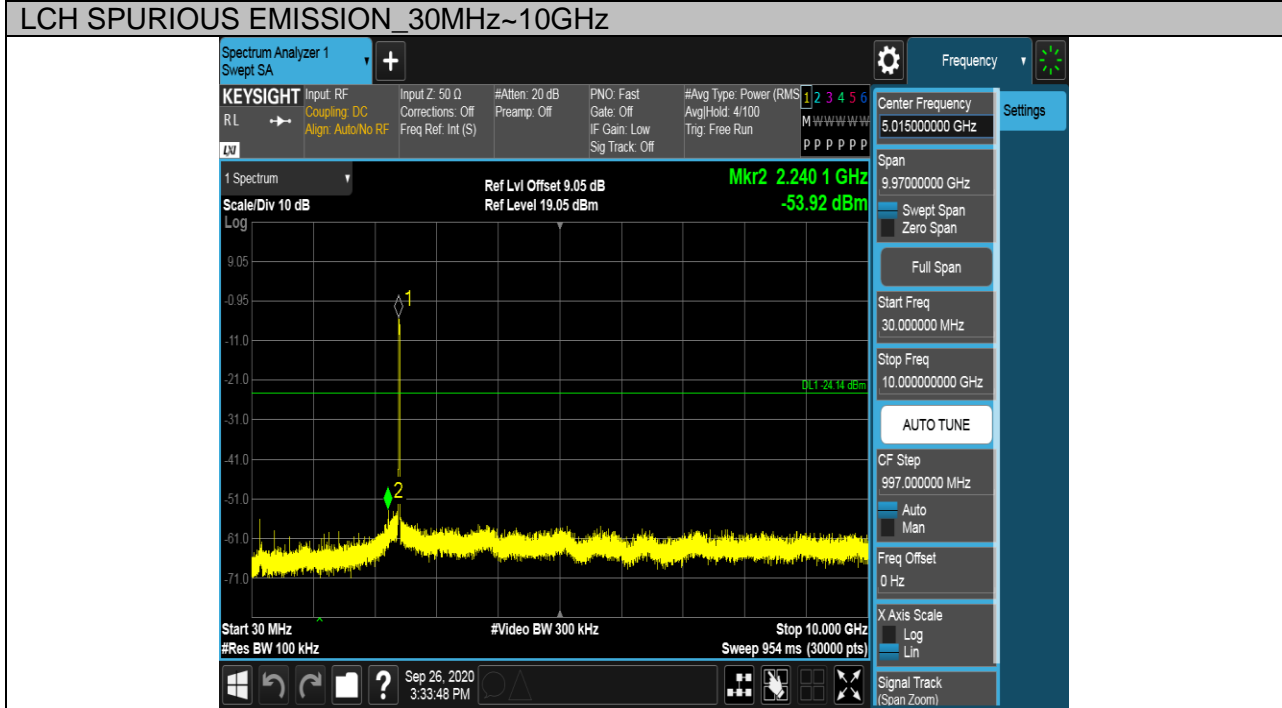 LCH SPURIOUS EMISSION_30MHz~10GHz
Spectrum Analyzer 1
Swept SA
Frequency
KEYSIGHT
RL
LXI
Input: RF
Coupling: DC
Align: Auto/No RF
Input Z: 50 Ω
Corrections: Off
Freq Ref: Int (S)
#Atten: 20 dB
Preamp: Off
PNO: Fast
Gate: Off
IF Gain: Low
Sig Track: Off
#Avg Type: Power (RMS
Avg|Hold: 4/100
Trig: Free Run
1 2 3 4 5 6
M W W W W W
P P P P P P
1 Spectrum
Scale/Div 10 dB
Ref Lvl Offset 9.05 dB
Ref Level 19.05 dBm
Mkr2 2.240 1 GHz
-53.92 dBm
Log
9.05
-0.95
-11.0
-21.0
-31.0
-41.0
-51.0
-61.0
-71.0
1
2
DL1 -24.14 dBm
Start 30 MHz
#Res BW 100 kHz
#Video BW 300 kHz
Stop 10.000 GHz
Sweep 954 ms (30000 pts)
?
Sep 26, 2020
3:33:48 PM
Center Frequency
5.015000000 GHz
Settings
Span
9.97000000 GHz
Swept Span
Zero Span
Full Span
Start Freq
30.000000 MHz
Stop Freq
10.000000000 GHz
AUTO TUNE
CF Step
997.000000 MHz
Auto
Man
Freq Offset
0 Hz
X Axis Scale
Log
Lin
Signal Track
(Span Zoom)